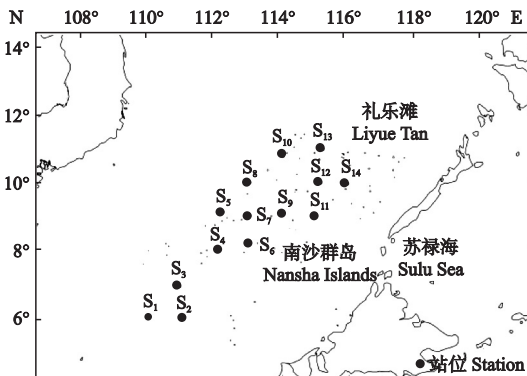 N 108° 110° 112° 114° 116° 118° 120° E
14°
礼乐滩
Liyue Tan
12°
S13
S10
S12
S14
10°
S8
S5
S9
S11
S7
S4
S6
8°
南沙群岛
Nansha Islands
苏禄海
Sulu Sea
S3
S1
S2
6°
站位 Station